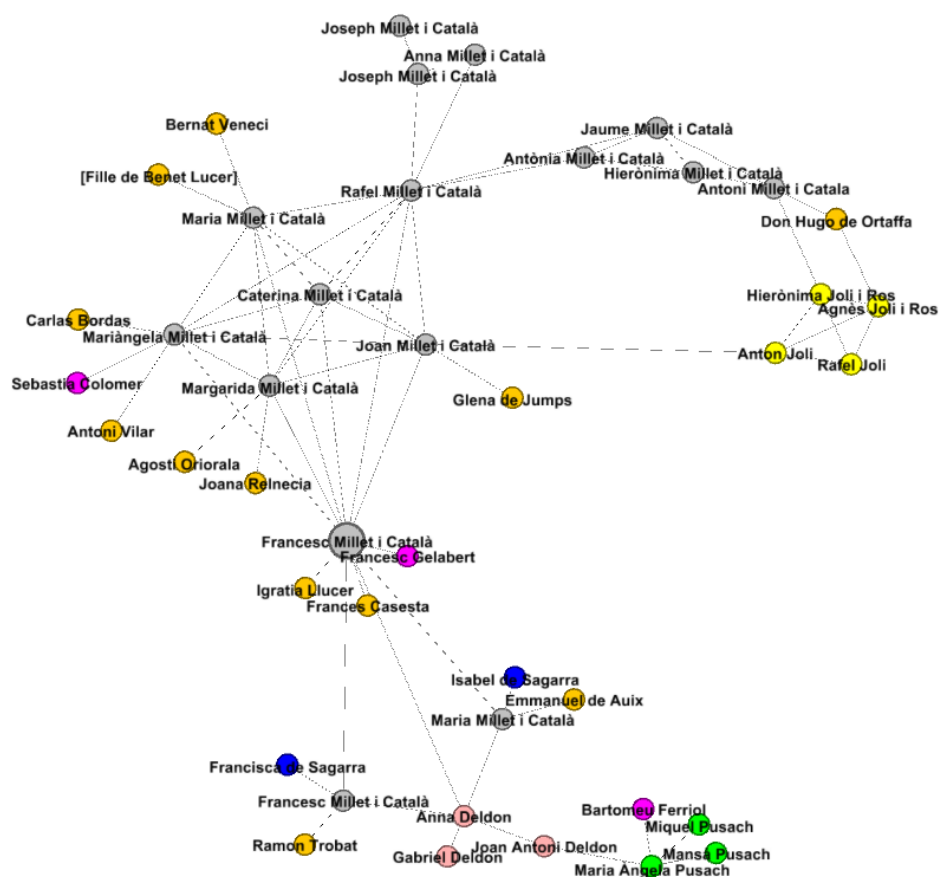 Joseph Millet i Català
Anna Millet i Català
Joseph Millet i Català
Bernat Veneci
Jaume Millet i Català
Antònia Millet i Català
Hierònima Millet i Català
[Fille de Benet Lucer]
Rafel Millet i Català
Antoni Millet i Catala
Maria Millet i Català
Don Hugo de Ortaffa
Caterina Millet i Català
Hierònima Joli i Ros
Agnès Joli i Ros
Carlas Bordas
Mariàngela Millet i Català
Joan Millet i Català
Anton Joli
Rafel Joli
Sebastia Colomer
Margarida Millet i Català
Glena de Jumps
Antoni Vilar
Agosti Oriorala
Joana Relnecia
Francesc Millet i Català
Francesc Gelabert
Igratia Llucer
Frances Casesta
Isabel de Sagarra
Emmanuel de Auix
Maria Millet i Català
Francisca de Sagarra
Francesc Millet i Català
Anna Deldon
Bartomeu Ferriol
Miquel Pusach
Ramon Trobat
Joan Antoni Deldon
Gabriel Deldon
Mansa Pusach
Maria Angela Pusach